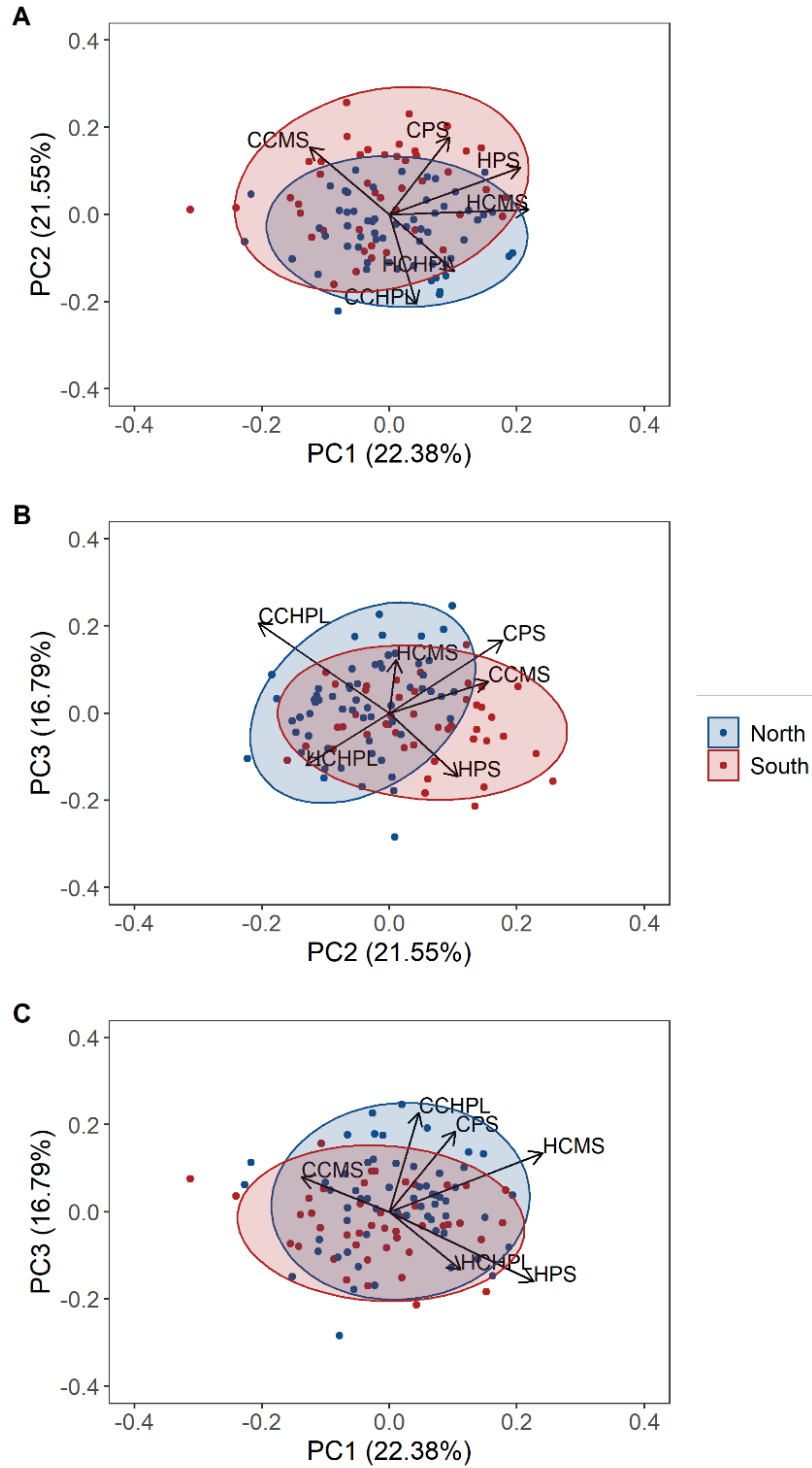 A
0.4
0.2
0.0
-0.2
-0.4
PC2 (21.55%)
CCMS
CPS
HPS
HCMS
HCHPL
CCHPL
-0.4
-0.2
0.0
0.2
0.4
PC1 (22.38%)
B
0.4
0.2
0.0
-0.2
-0.4
PC3 (16.79%)
CCHPL
CPS
HCMS
CCMS
HCHPL
HPS
-0.4
-0.2
0.0
0.2
0.4
PC2 (21.55%)
North
South
C
0.4
0.2
0.0
-0.2
-0.4
PC3 (16.79%)
CCHPL
CPS
HCMS
CCMS
HCHPL
HPS
-0.4
-0.2
0.0
0.2
0.4
PC1 (22.38%)